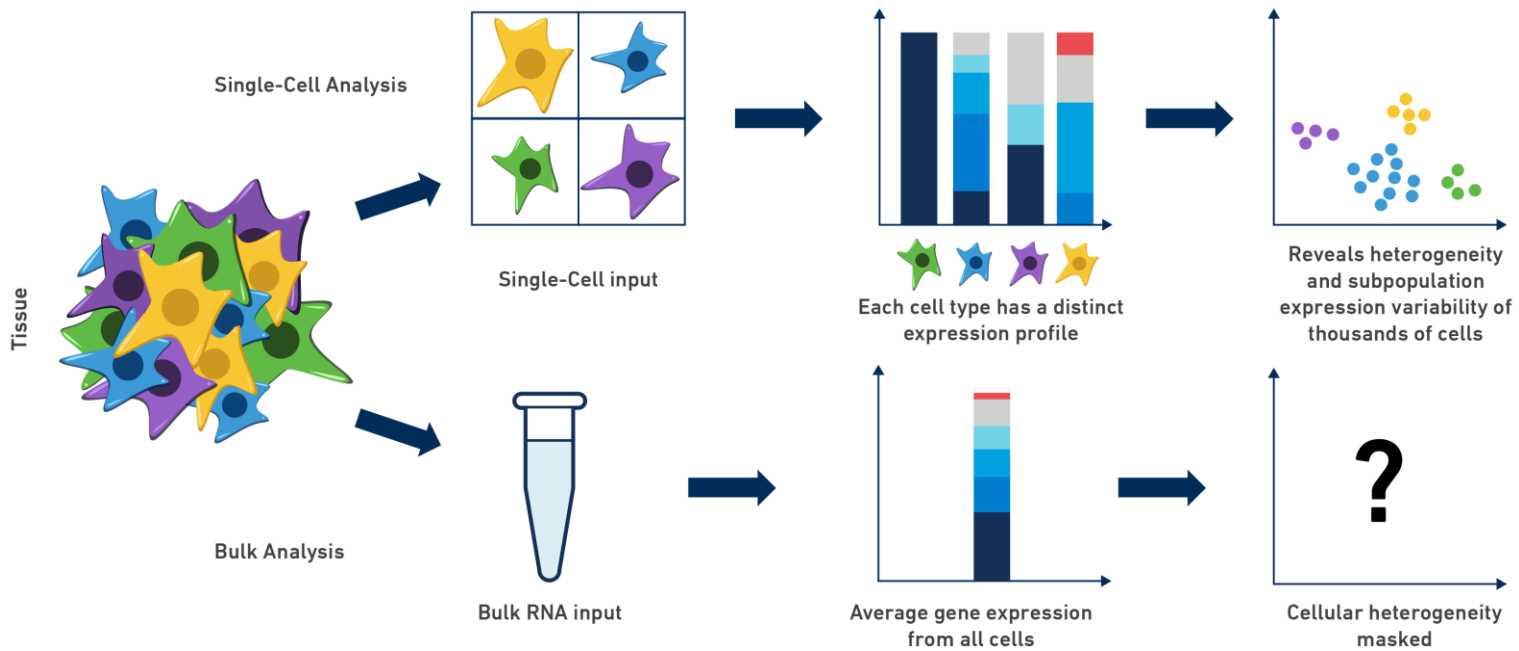 Tissue
Single-Cell Analysis
Single-Cell input
Each cell type has a distinct
expression profile
Reveals heterogeneity
and subpopulation
expression variability of
thousands of cells
Bulk Analysis
Bulk RNA input
Average gene expression
from all cells
?
Cellular heterogeneity
masked